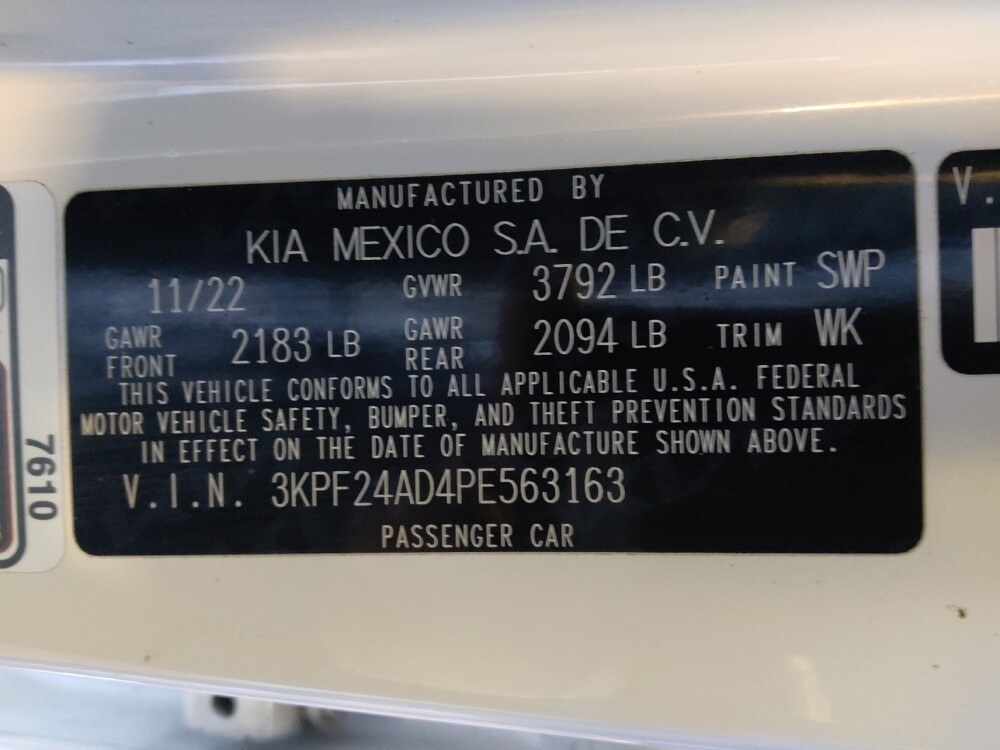 MANUFACTURED BY
KIA MEXICO S.A. DE C.V.
11/22 GVWR 3792 LB PAINT SWP
GAWR FRONT 2183 LB GAWR REAR 2094 LB TRIM WK
THIS VEHICLE CONFORMS TO ALL APPLICABLE U.S.A. FEDERAL
MOTOR VEHICLE SAFETY, BUMPER, AND THEFT PREVENTION STANDARDS
IN EFFECT ON THE DATE OF MANUFACTURE SHOWN ABOVE.
V.I.N. 3KPF24AD4PE563163
PASSENGER CAR
7610
V.